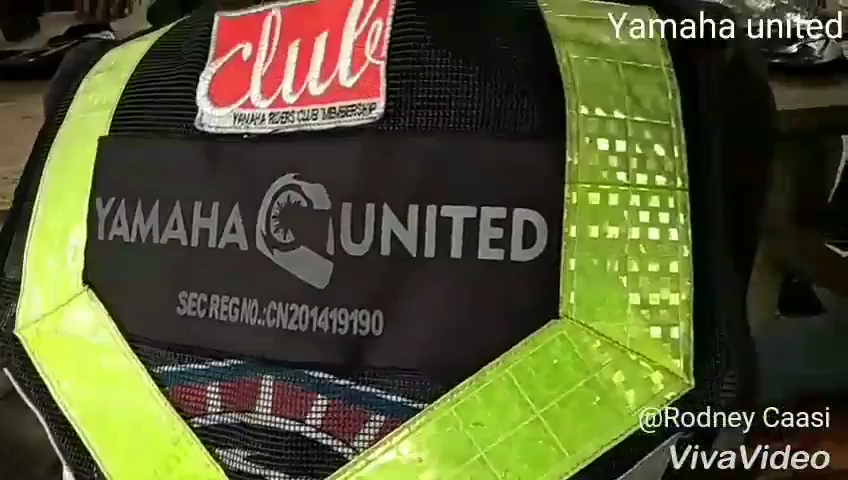 Yamaha united
club
YAMAHA RIDERS CLUB MEMBERSHIP
YAMAHA UNITED
SEC REG NO.:CN201419190
@Rodney Caasi
VivaVideo